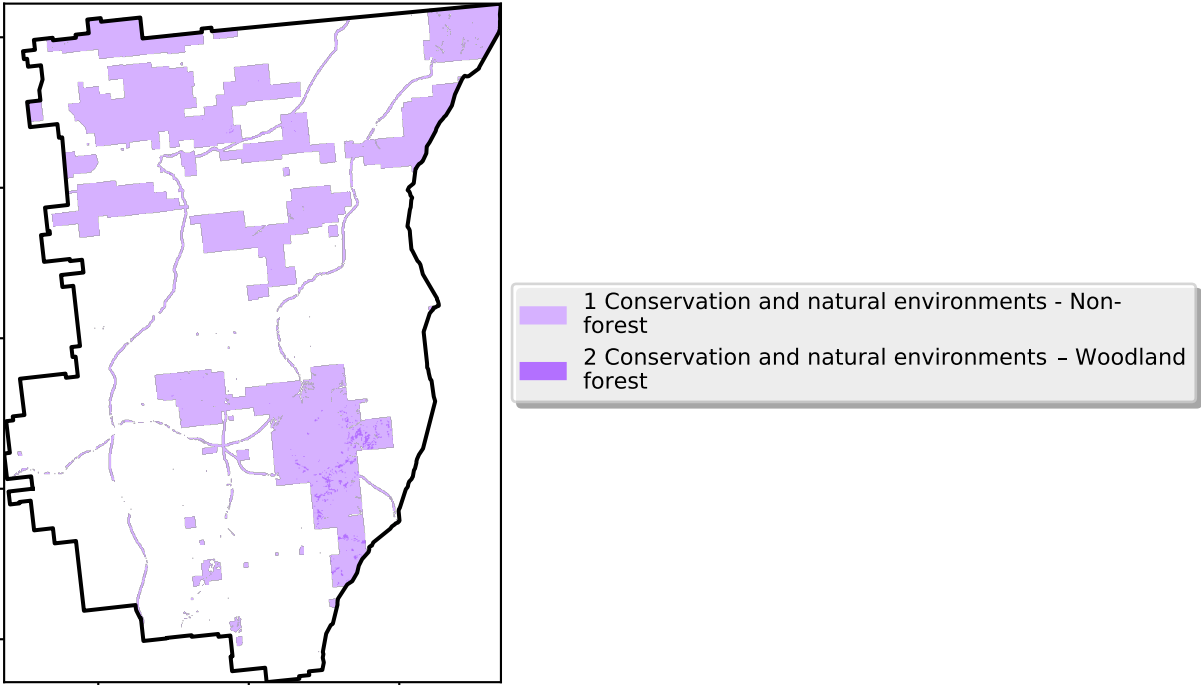 1 Conservation and natural environments - Non-
forest
2 Conservation and natural environments – Woodland
forest